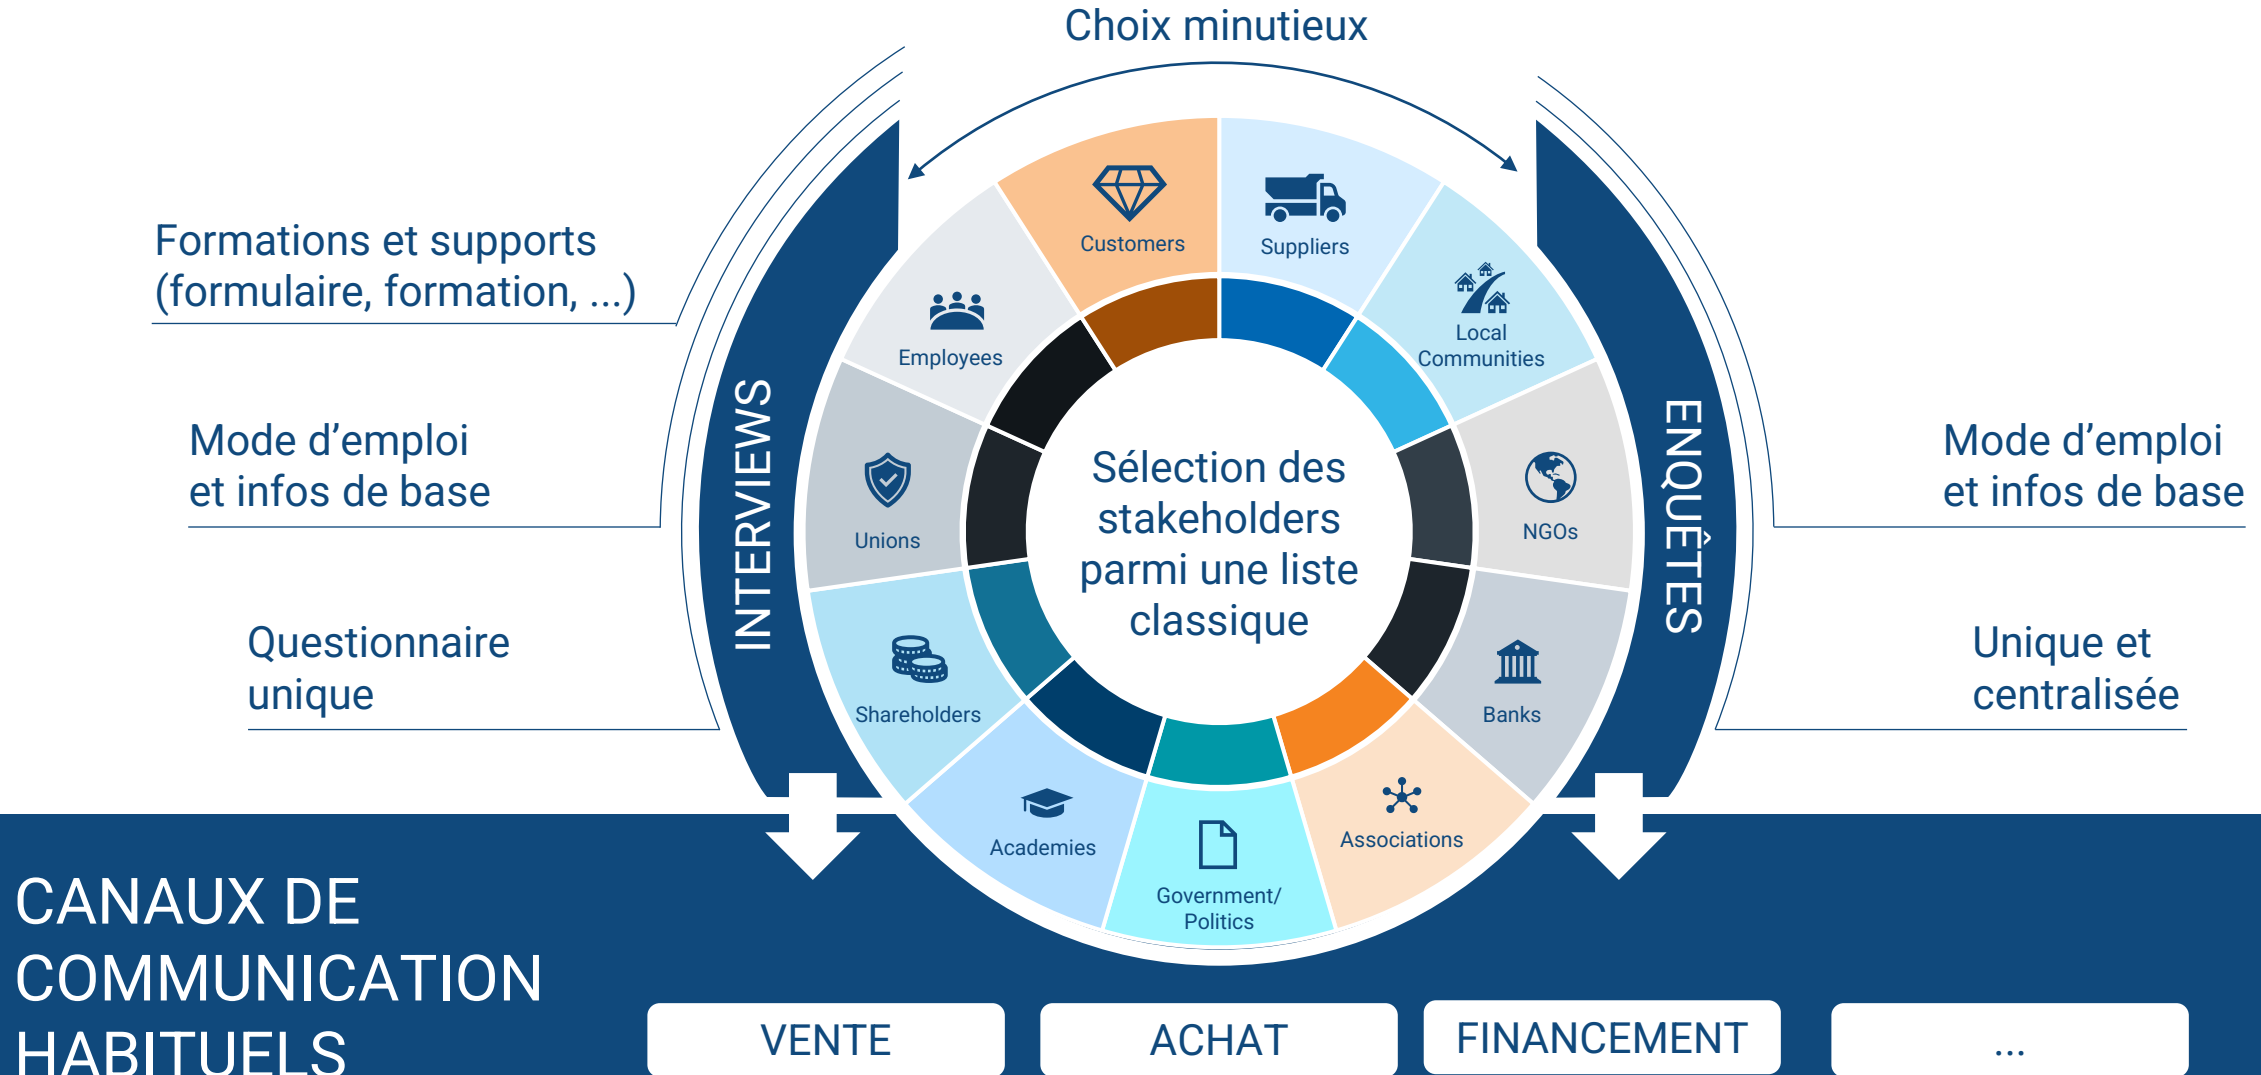 Choix minutieux
Formations et supports
(formulaire, formation, ...)
Mode d’emploi
et infos de base
Questionnaire
unique
INTERVIEWS
Customers
Suppliers
Local
Communities
NGOs
Banks
Associations
Government/
Politics
Academies
Shareholders
Unions
Employees
Sélection des
stakeholders
parmi une liste
classique
ENQUÊTES
Mode d’emploi
et infos de base
Unique et
centralisée
CANAUX DE
COMMUNICATION
HABITUELS
VENTE
ACHAT
FINANCEMENT
...